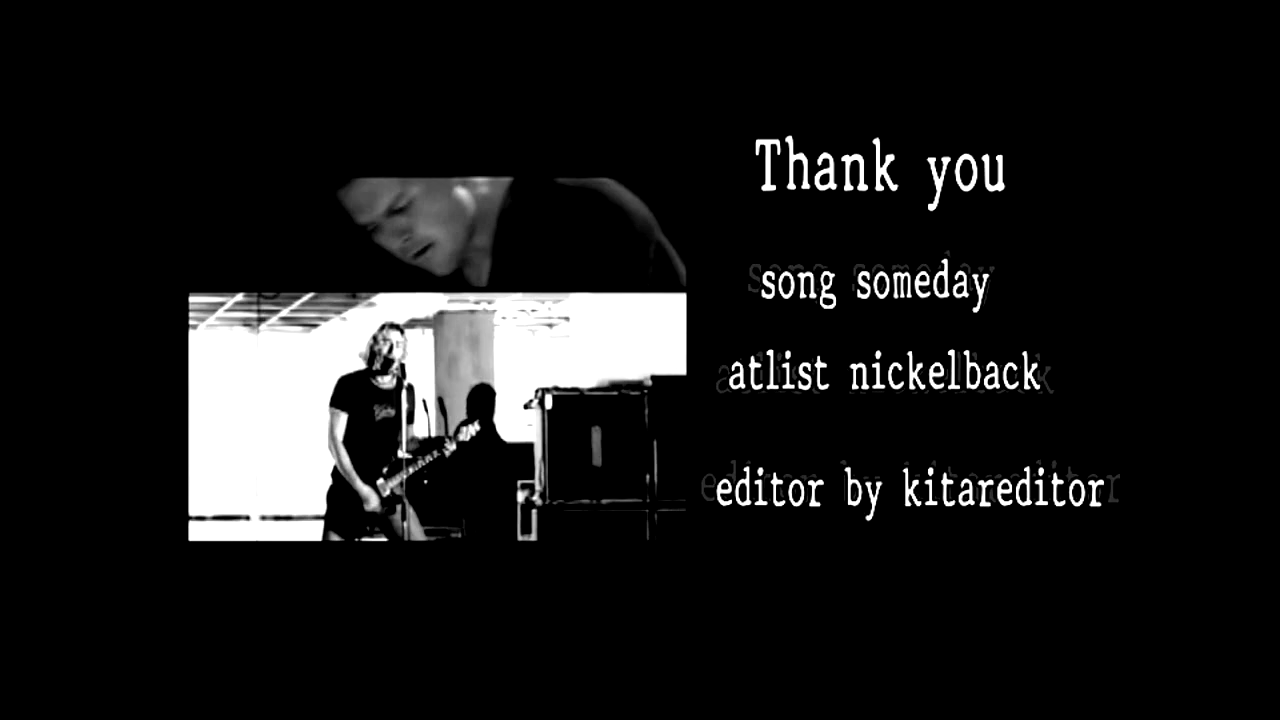 Thank you
song someday
atlist nickelback
editor by kitareditor